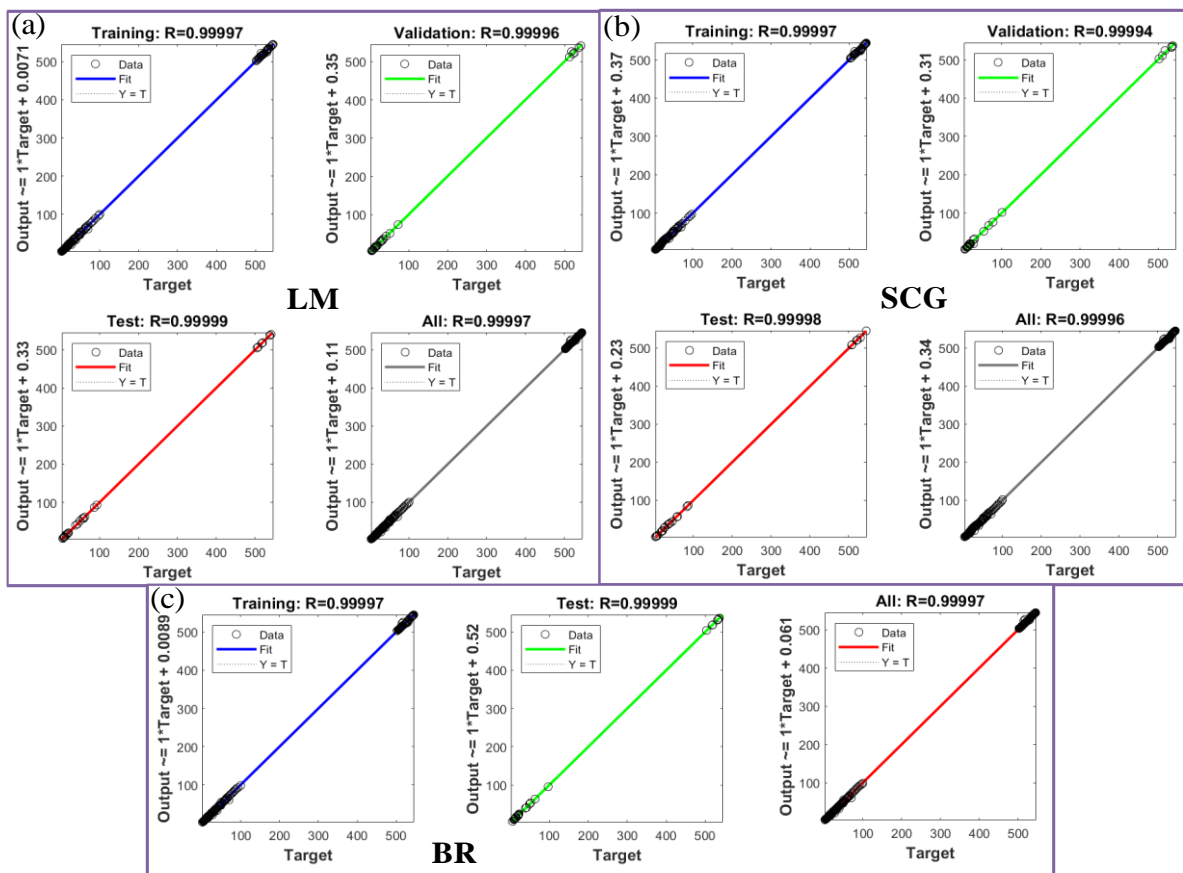 (a)
Training: R=0.99997
Output ~= 1*Target + 0.0071
Data
Fit
Y = T
500
400
300
200
100
100 200 300 400 500
Target
Validation: R=0.99996
Output ~= 1*Target + 0.35
Data
Fit
Y = T
500
400
300
200
100
100 200 300 400 500
Target
LM
Test: R=0.99999
Output ~= 1*Target + 0.33
Data
Fit
Y = T
500
400
300
200
100
100 200 300 400 500
Target
All: R=0.99997
Output ~= 1*Target + 0.11
Data
Fit
Y = T
500
400
300
200
100
100 200 300 400 500
Target
(b)
Training: R=0.99997
Output ~= 1*Target + 0.37
Data
Fit
Y = T
500
400
300
200
100
100 200 300 400 500
Target
Validation: R=0.99994
Output ~= 1*Target + 0.31
Data
Fit
Y = T
500
400
300
200
100
100 200 300 400 500
Target
SCG
Test: R=0.99998
Output ~= 1*Target + 0.23
Data
Fit
Y = T
500
400
300
200
100
100 200 300 400 500
Target
All: R=0.99996
Output ~= 1*Target + 0.34
Data
Fit
Y = T
500
400
300
200
100
100 200 300 400 500
Target
(c)
Training: R=0.99997
Output ~= 1*Target + 0.0089
Data
Fit
Y = T
500
400
300
200
100
100 200 300 400 500
Target
Test: R=0.99999
Output ~= 1*Target + 0.52
Data
Fit
Y = T
500
400
300
200
100
100 200 300 400 500
Target
All: R=0.99997
Output ~= 1*Target + 0.061
Data
Fit
Y = T
500
400
300
200
100
100 200 300 400 500
Target
BR